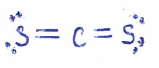 S = C = S